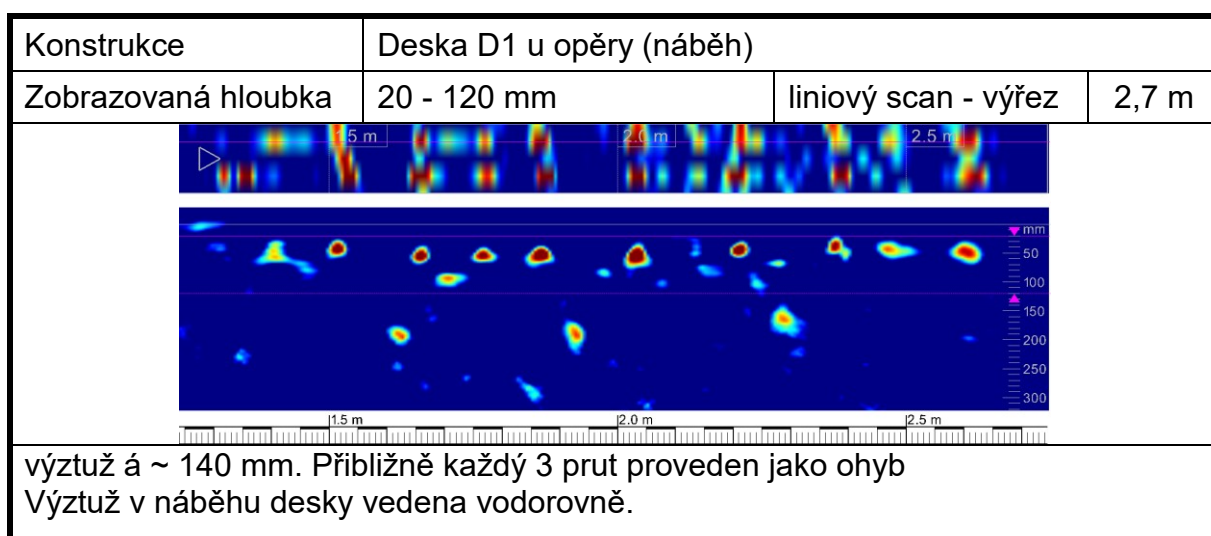 Konstrukce Deska D1 u opěry (náběh)
Zobrazovaná hloubka 20 - 120 mm liniový scan - výřez 2,7 m
1.5 m 2.0 m 2.5 m
mm
50
100
150
200
250
300
1.5 m 2.0 m 2.5 m
výztuž á ~ 140 mm. Přibližně každý 3 prut proveden jako ohyb
Výztuž v náběhu desky vedena vodorovně.